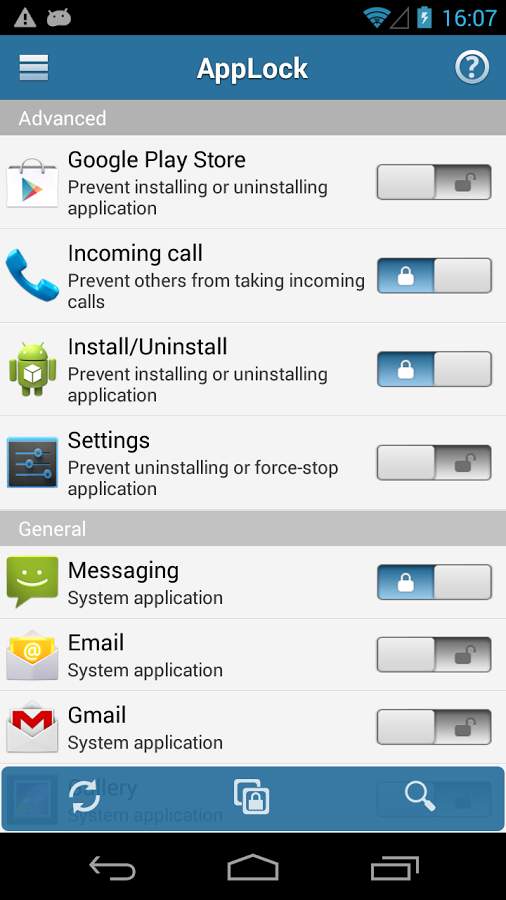 16:07
AppLock
Advanced
Google Play Store
Prevent installing or uninstalling
application
Incoming call
Prevent others from taking incoming
calls
Install/Uninstall
Prevent installing or uninstalling
application
Settings
Prevent uninstalling or force-stop
application
General
Messaging
System application
Email
System application
Gmail
System application
Gallery
System application